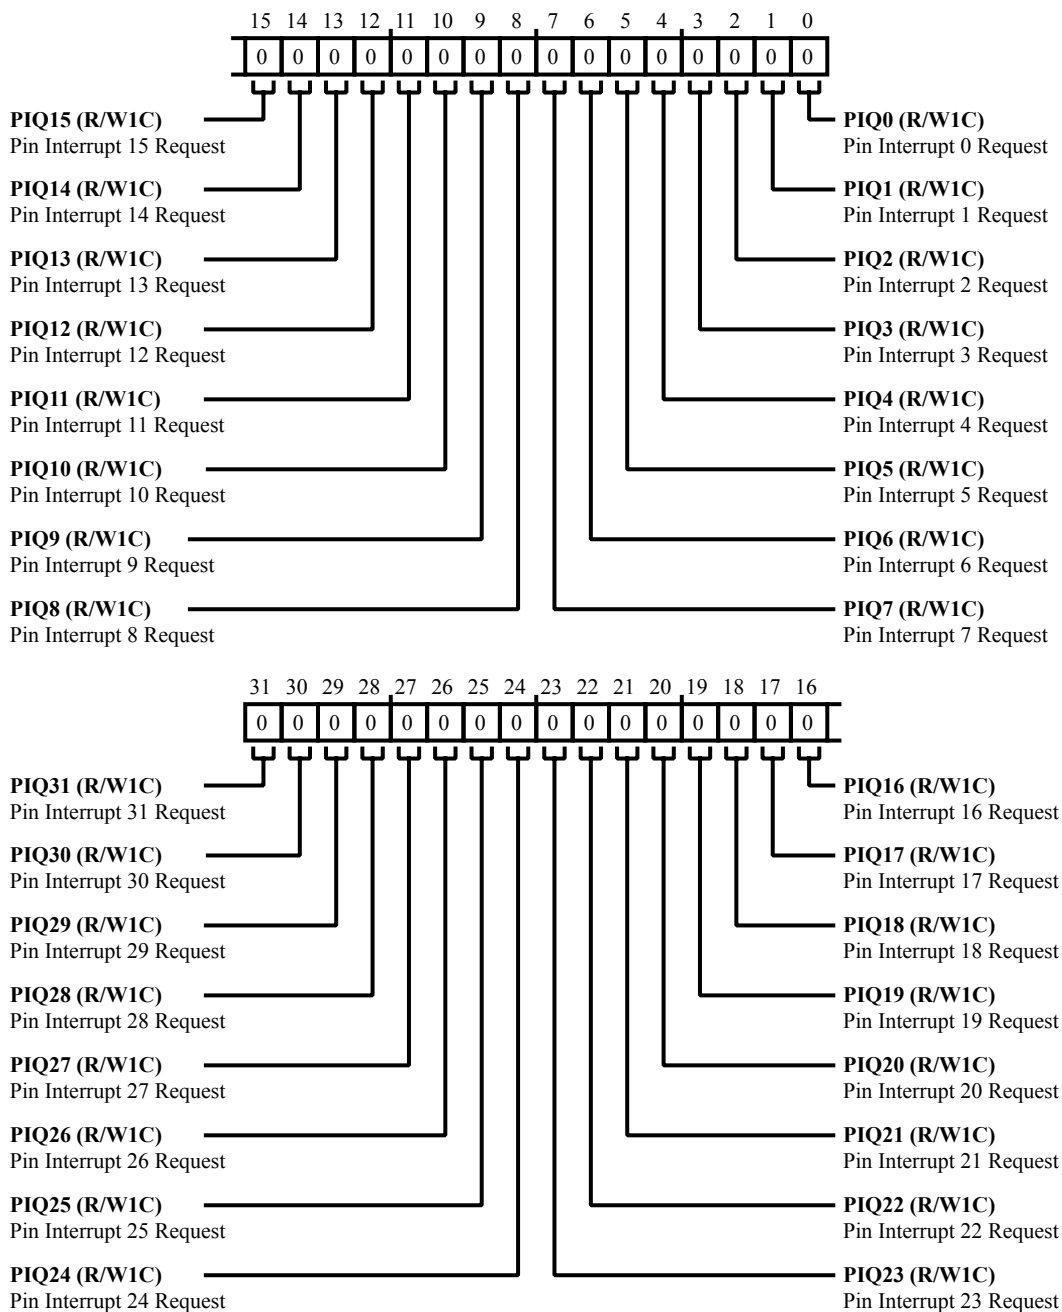 15 14 13 12 11 10 9 8 7 6 5 4 3 2 1 0
0 0 0 0 0 0 0 0 0 0 0 0 0 0 0 0
PIQ15 (R/W1C)
Pin Interrupt 15 Request
PIQ0 (R/W1C)
Pin Interrupt 0 Request
PIQ14 (R/W1C)
Pin Interrupt 14 Request
PIQ1 (R/W1C)
Pin Interrupt 1 Request
PIQ13 (R/W1C)
Pin Interrupt 13 Request
PIQ2 (R/W1C)
Pin Interrupt 2 Request
PIQ12 (R/W1C)
Pin Interrupt 12 Request
PIQ3 (R/W1C)
Pin Interrupt 3 Request
PIQ11 (R/W1C)
Pin Interrupt 11 Request
PIQ4 (R/W1C)
Pin Interrupt 4 Request
PIQ10 (R/W1C)
Pin Interrupt 10 Request
PIQ5 (R/W1C)
Pin Interrupt 5 Request
PIQ9 (R/W1C)
Pin Interrupt 9 Request
PIQ6 (R/W1C)
Pin Interrupt 6 Request
PIQ8 (R/W1C)
Pin Interrupt 8 Request
PIQ7 (R/W1C)
Pin Interrupt 7 Request
31 30 29 28 27 26 25 24 23 22 21 20 19 18 17 16
0 0 0 0 0 0 0 0 0 0 0 0 0 0 0 0
PIQ31 (R/W1C)
Pin Interrupt 31 Request
PIQ16 (R/W1C)
Pin Interrupt 16 Request
PIQ30 (R/W1C)
Pin Interrupt 30 Request
PIQ17 (R/W1C)
Pin Interrupt 17 Request
PIQ29 (R/W1C)
Pin Interrupt 29 Request
PIQ18 (R/W1C)
Pin Interrupt 18 Request
PIQ28 (R/W1C)
Pin Interrupt 28 Request
PIQ19 (R/W1C)
Pin Interrupt 19 Request
PIQ27 (R/W1C)
Pin Interrupt 27 Request
PIQ20 (R/W1C)
Pin Interrupt 20 Request
PIQ26 (R/W1C)
Pin Interrupt 26 Request
PIQ21 (R/W1C)
Pin Interrupt 21 Request
PIQ25 (R/W1C)
Pin Interrupt 25 Request
PIQ22 (R/W1C)
Pin Interrupt 22 Request
PIQ24 (R/W1C)
Pin Interrupt 24 Request
PIQ23 (R/W1C)
Pin Interrupt 23 Request